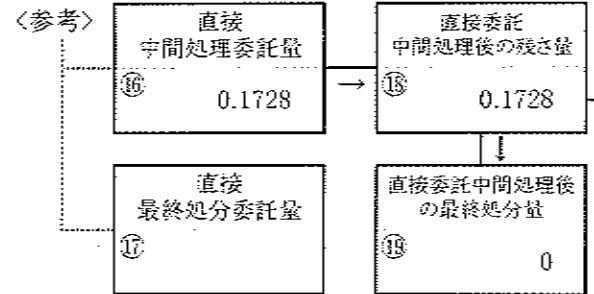 〈参考〉
直接
中間処理委託量
⑯
0.1728
→
直接委託
中間処理後の残さ量
⑱
0.1728
直接
最終処分委託量
⑰
直接委託中間処理後
の最終処分量
⑲
0